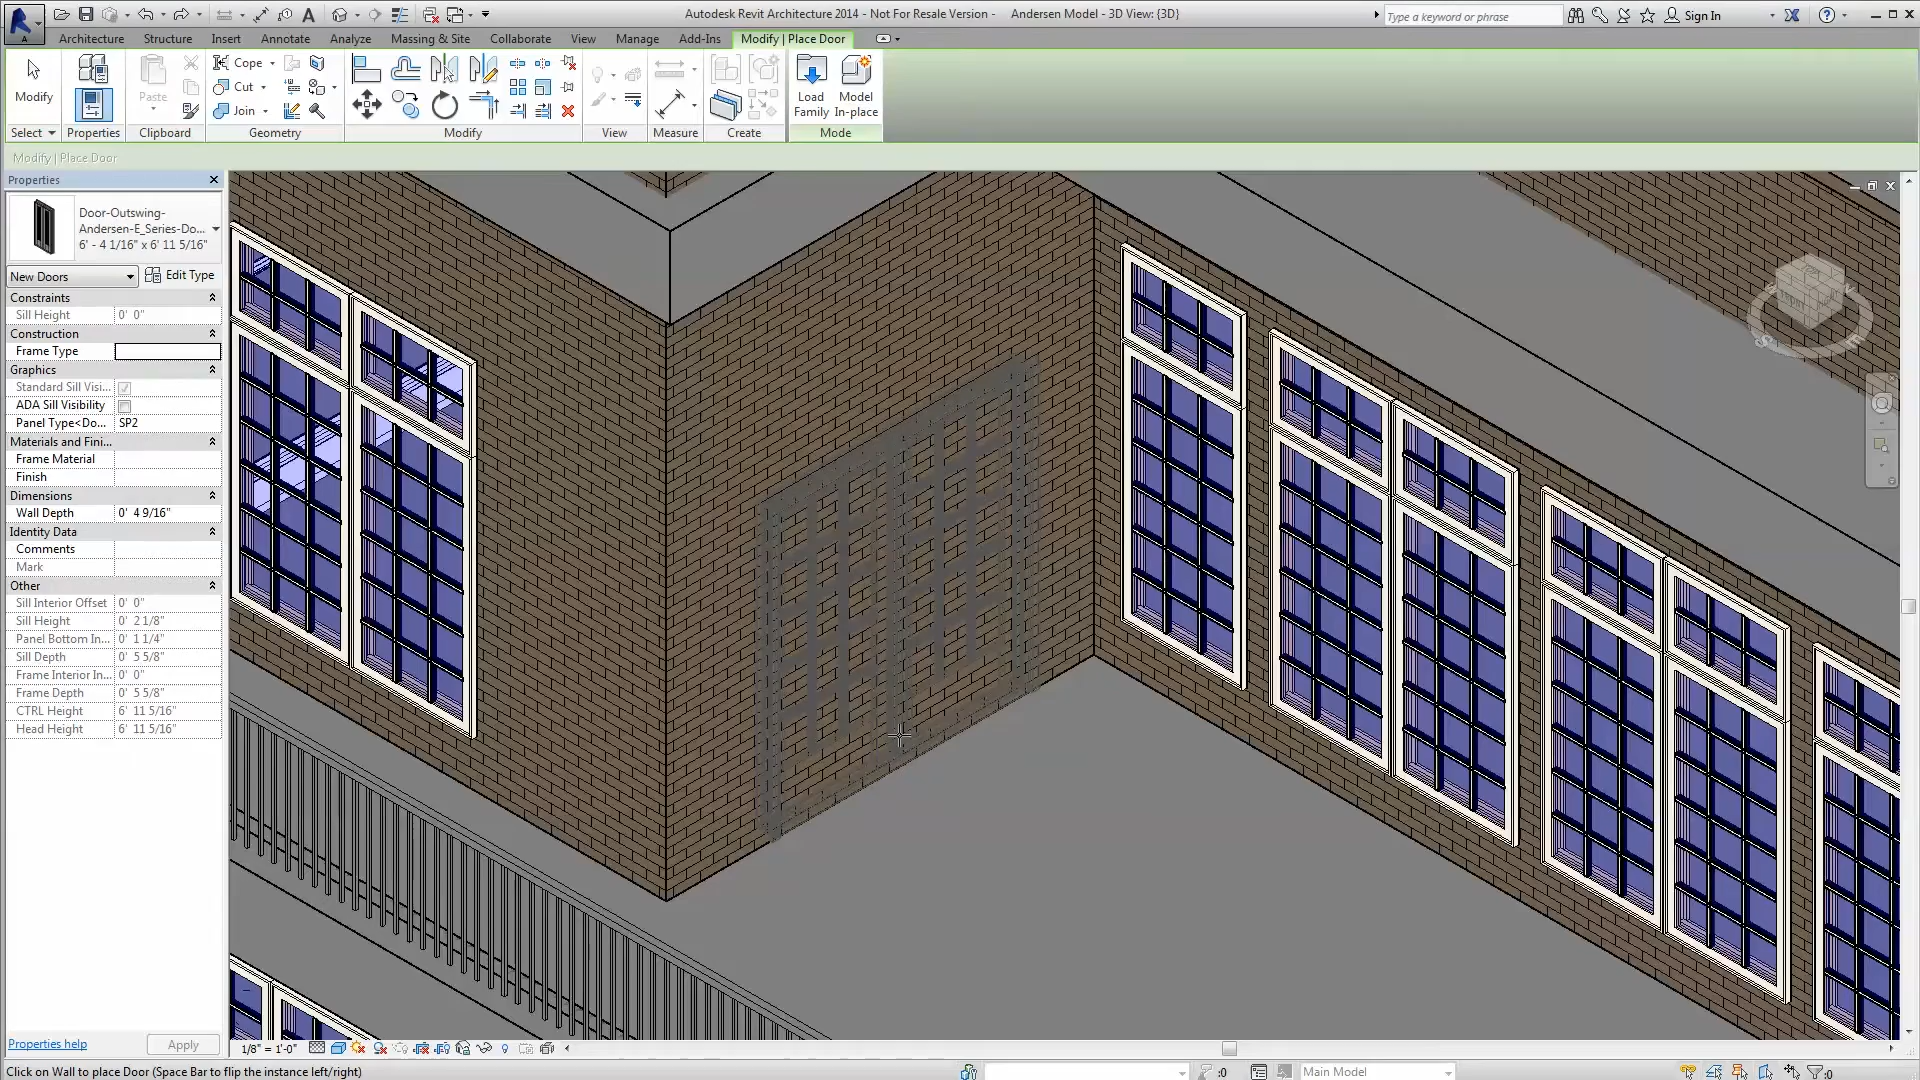 Autodesk Revit Architecture 2014 - Not For Resale Version - Andersen Model - 3D View: {3D}
Type a keyword or phrase
Sign In
Architecture Structure Insert Annotate Analyze Massing & Site Collaborate View Manage Add-Ins Modify | Place Door
Modify
Paste
Cope
Cut
Join
Load Family
Model In-place
Select Properties Clipboard Geometry Modify View Measure Create Mode
Modify | Place Door
Properties
Door-Outswing-
Andersen-E_Series-Do...
6' - 4 1/16" x 6' 11 5/16"
New Doors Edit Type
Constraints
Sill Height 0' 0"
Construction
Frame Type
Graphics
Standard Sill Visi...
ADA Sill Visibility
Panel Type<Do... SP2
Materials and Fini...
Frame Material
Finish
Dimensions
Wall Depth 0' 4 9/16"
Identity Data
Comments
Mark
Other
Sill Interior Offset 0' 0"
Sill Height 0' 2 1/8"
Panel Bottom In... 0' 1 1/4"
Sill Depth 0' 5 5/8"
Frame Interior In... 0' 0"
Frame Depth 0' 5 5/8"
CTRL Height 6' 11 5/16"
Head Height 6' 11 5/16"
Properties help Apply
1/8" = 1'-0"
Click on Wall to place Door (Space Bar to flip the instance left/right)
:0
Main Model
:0